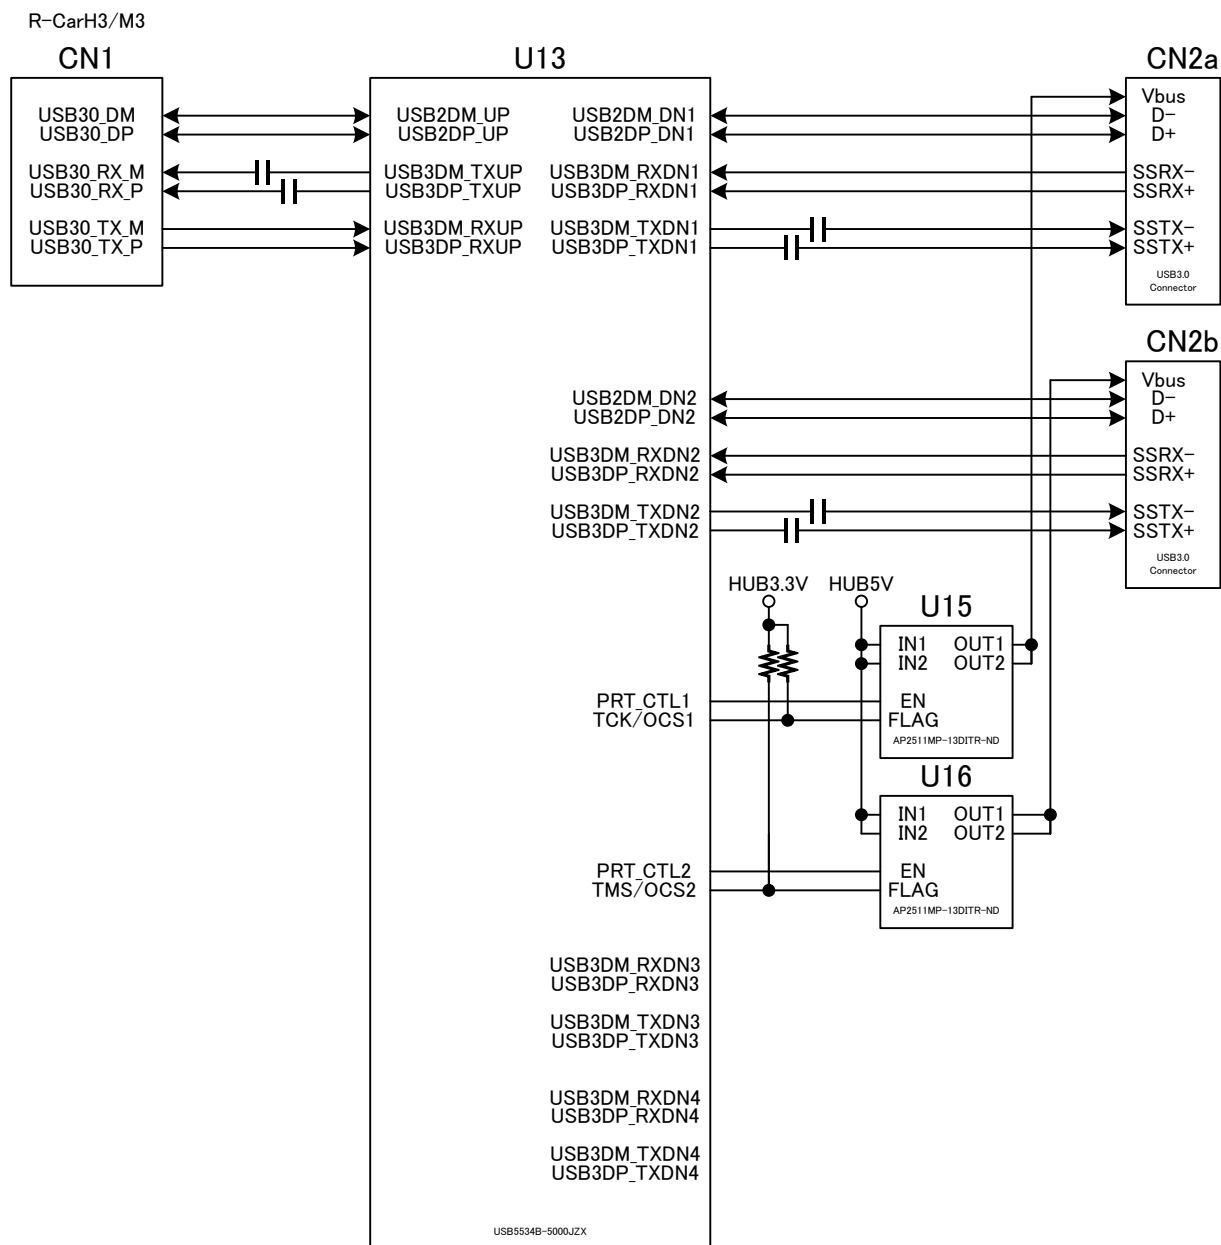 R-CarH3/M3
CN1
USB30_DM
USB30_DP
USB30_RX_M
USB30_RX_P
USB30_TX_M
USB30_TX_P
U13
USB2DM_UP
USB2DP_UP
USB3DM_TXUP
USB3DP_TXUP
USB3DM_RXUP
USB3DP_RXUP
USB2DM_DN1
USB2DP_DN1
USB3DM_RXDN1
USB3DP_RXDN1
USB3DM_TXDN1
USB3DP_TXDN1
USB2DM_DN2
USB2DP_DN2
USB3DM_RXDN2
USB3DP_RXDN2
USB3DM_TXDN2
USB3DP_TXDN2
PRT_CTL1
TCK/OCS1
PRT_CTL2
TMS/OCS2
USB3DM_RXDN3
USB3DP_RXDN3
USB3DM_TXDN3
USB3DP_TXDN3
USB3DM_RXDN4
USB3DP_RXDN4
USB3DM_TXDN4
USB3DP_TXDN4
USB5534B-5000JZX
CN2a
Vbus
D-
D+
SSRX-
SSRX+
SSTX-
SSTX+
USB3.0
Connector
CN2b
Vbus
D-
D+
SSRX-
SSRX+
SSTX-
SSTX+
USB3.0
Connector
HUB3.3V
HUB5V
U15
IN1 OUT1
IN2 OUT2
EN
FLAG
AP2511MP-13DITR-ND
U16
IN1 OUT1
IN2 OUT2
EN
FLAG
AP2511MP-13DITR-ND